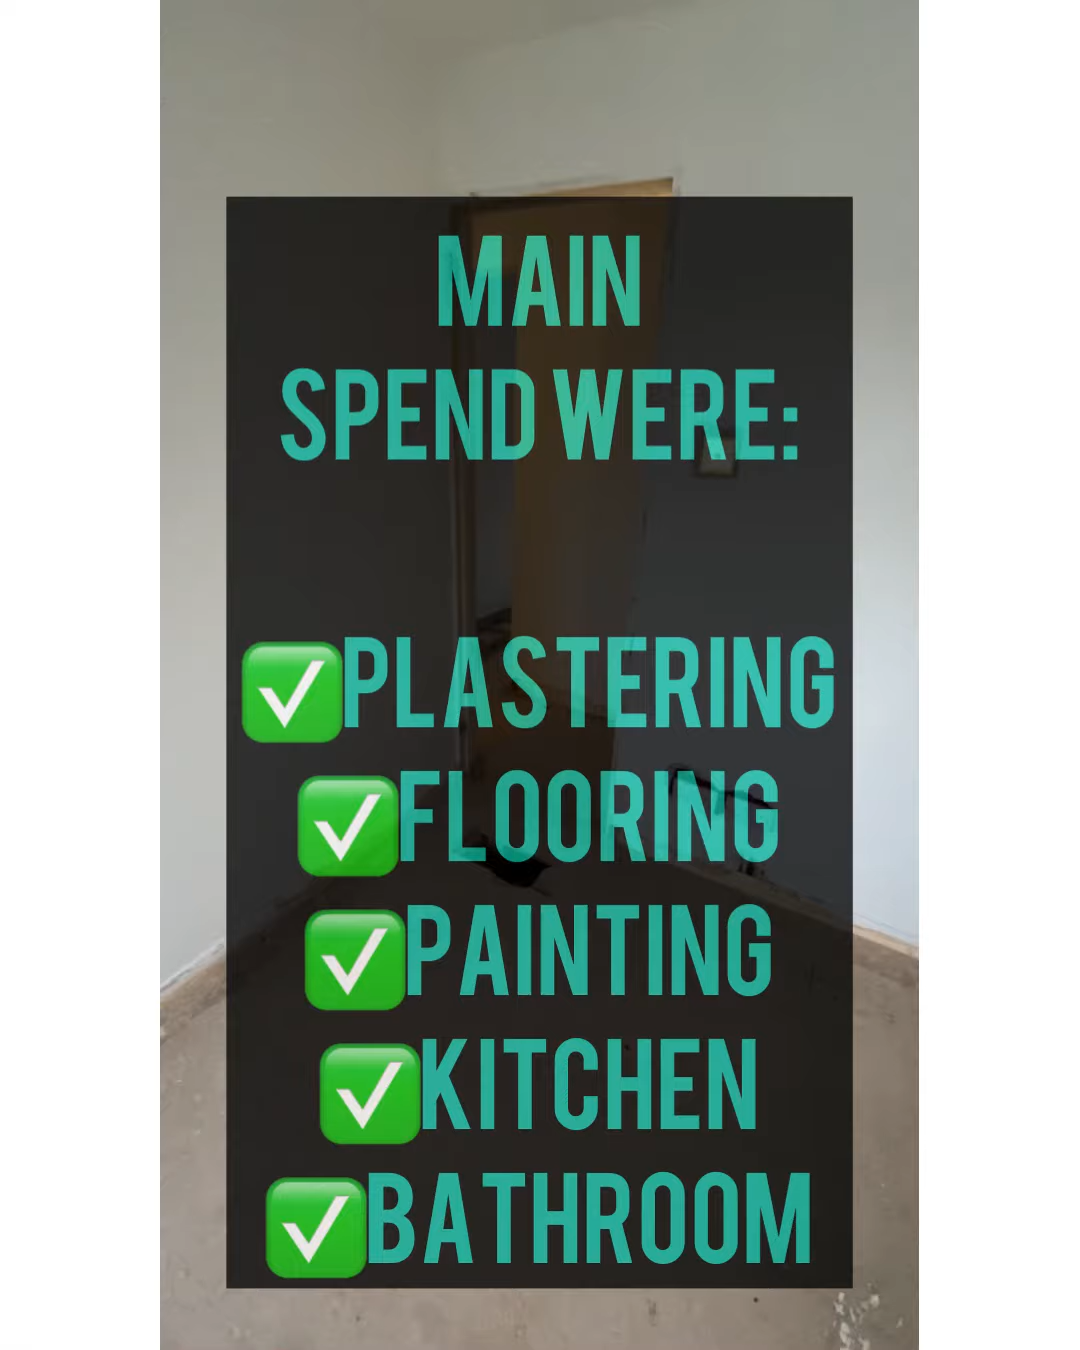 MAIN
SPEND WERE:
✅PLASTERING
✅FLOORING
✅PAINTING
✅KITCHEN
✅BATHROOM